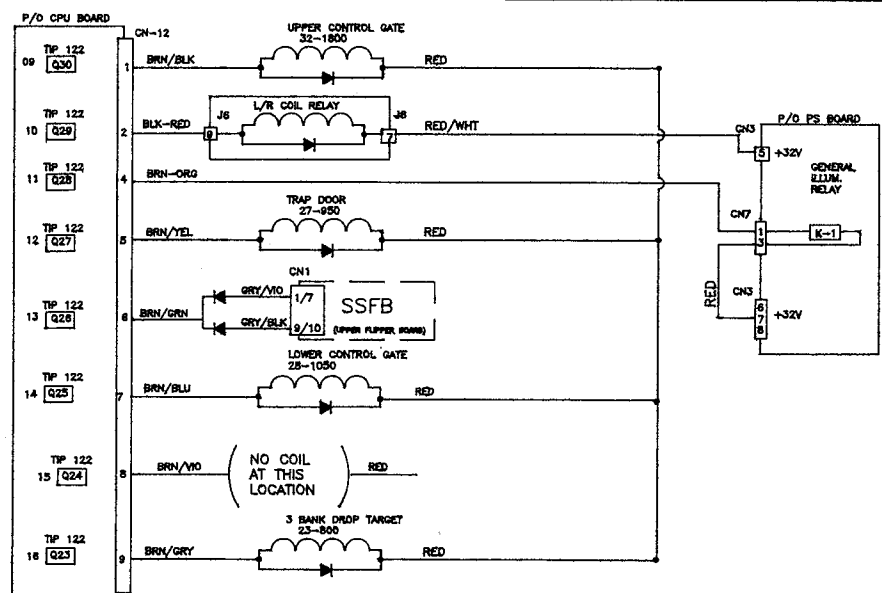 P/O CPU BOARD
CN-12
UPPER CONTROL GATE
32-1800
TIP 122
09 Q30
1
BRN/BLK
RED
TIP 122
10 Q29
2
BLK-RED
J6
9
L/R COIL RELAY
J8
7
RED/WHT
CN3
P/O PS BOARD
5 +32V
GENERAL
ILLUM.
RELAY
TIP 122
11 Q28
4
BRN-ORG
CN7
1
3
K-1
TRAP DOOR
27-950
TIP 122
12 Q27
5
BRN/YEL
RED
RED
CN3
6
7
8
+32V
TIP 122
13 Q26
6
BRN/GRN
CN1
GRY/VIO
1/7
GRY/BLK
9/10
SSFB
(UPPER FLIPPER BOARD)
LOWER CONTROL GATE
28-1050
TIP 122
14 Q25
7
BRN/BLU
RED
TIP 122
15 Q24
8
BRN/VIO
NO COIL
AT THIS
LOCATION
RED
3 BANK DROP TARGET
23-800
TIP 122
16 Q23
9
BRN/GRY
RED